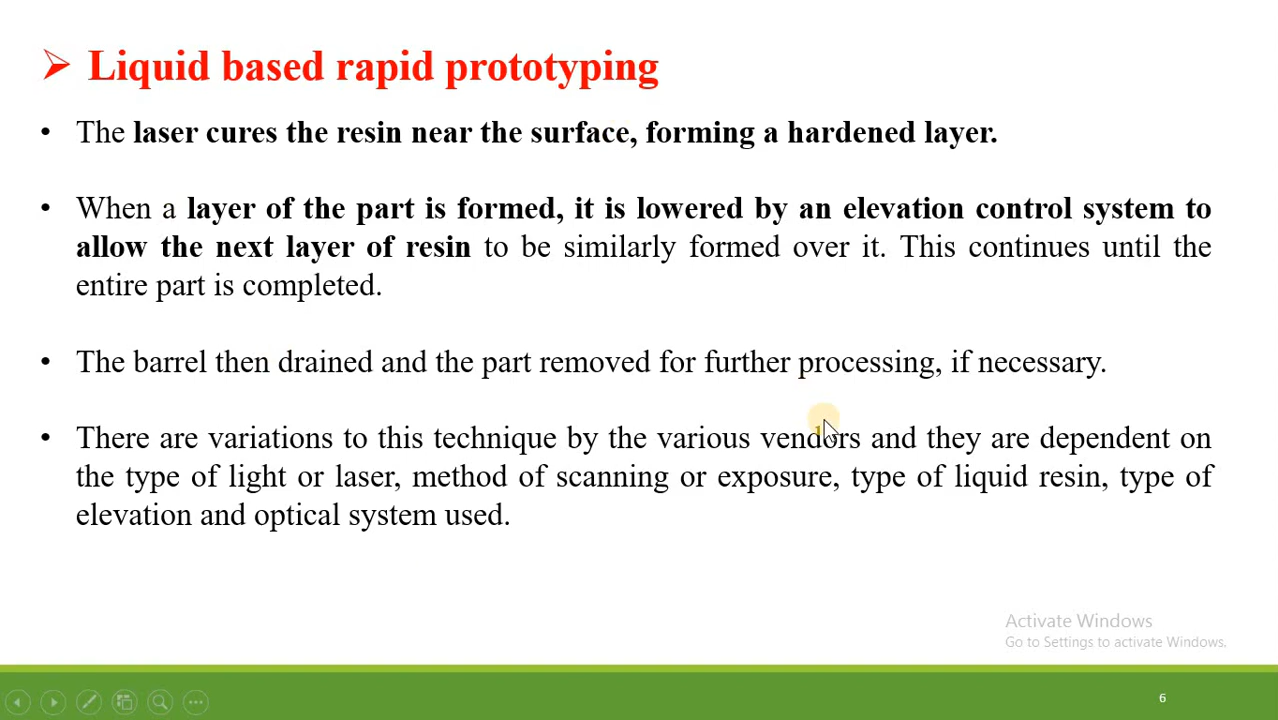 ➢ Liquid based rapid prototyping
• The laser cures the resin near the surface, forming a hardened layer.
• When a layer of the part is formed, it is lowered by an elevation control system to
allow the next layer of resin to be similarly formed over it. This continues until the
entire part is completed.
• The barrel then drained and the part removed for further processing, if necessary.
• There are variations to this technique by the various vendors and they are dependent on
the type of light or laser, method of scanning or exposure, type of liquid resin, type of
elevation and optical system used.
Activate Windows
Go to Settings to activate Windows.
6